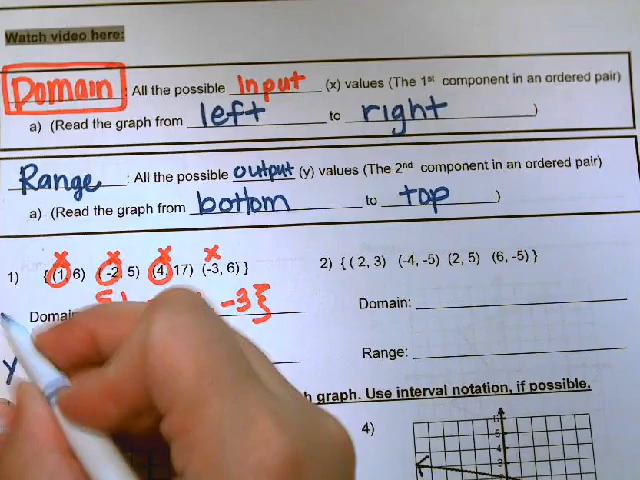 Watch video here:
Domain : All the possible input (x) values (The 1st component in an ordered pair)
a) (Read the graph from left to right )
Range : All the possible output (y) values (The 2nd component in an ordered pair)
a) (Read the graph from bottom to top )
x x x x
1) { (1, 6) (-2, 5) (4, 17) (-3, 6) }
2) { ( 2, 3) (-4, -5) (2, 5) (6, -5) }
-3}
Domain:
Range:
graph. Use interval notation, if possible.
4)